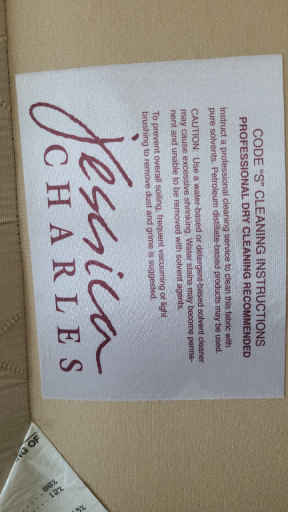 CODE "S" CLEANING INSTRUCTIONS
PROFESSIONAL DRY CLEANING RECOMMENDED
Instruct a professional cleaning service to clean this fabric with
pure solvents. Petroleum distillate-based products may be used.
CAUTION: Use a water-based or detergent-based solvent cleaner
may cause excessive shrinking. Water stains may become perma-
nent and unable to be removed with solvent agents.
To prevent overall soiling, frequent vacuuming or light
brushing to remove dust and grime is suggested.
Jessica
CHARLES